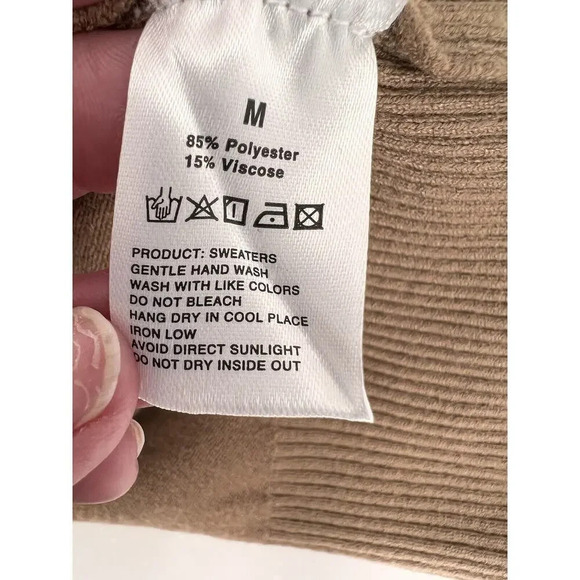 M
85% Polyester
15% Viscose
PRODUCT: SWEATERS
GENTLE HAND WASH
WASH WITH LIKE COLORS
DO NOT BLEACH
HANG DRY IN COOL PLACE
IRON LOW
AVOID DIRECT SUNLIGHT
DO NOT DRY INSIDE OUT